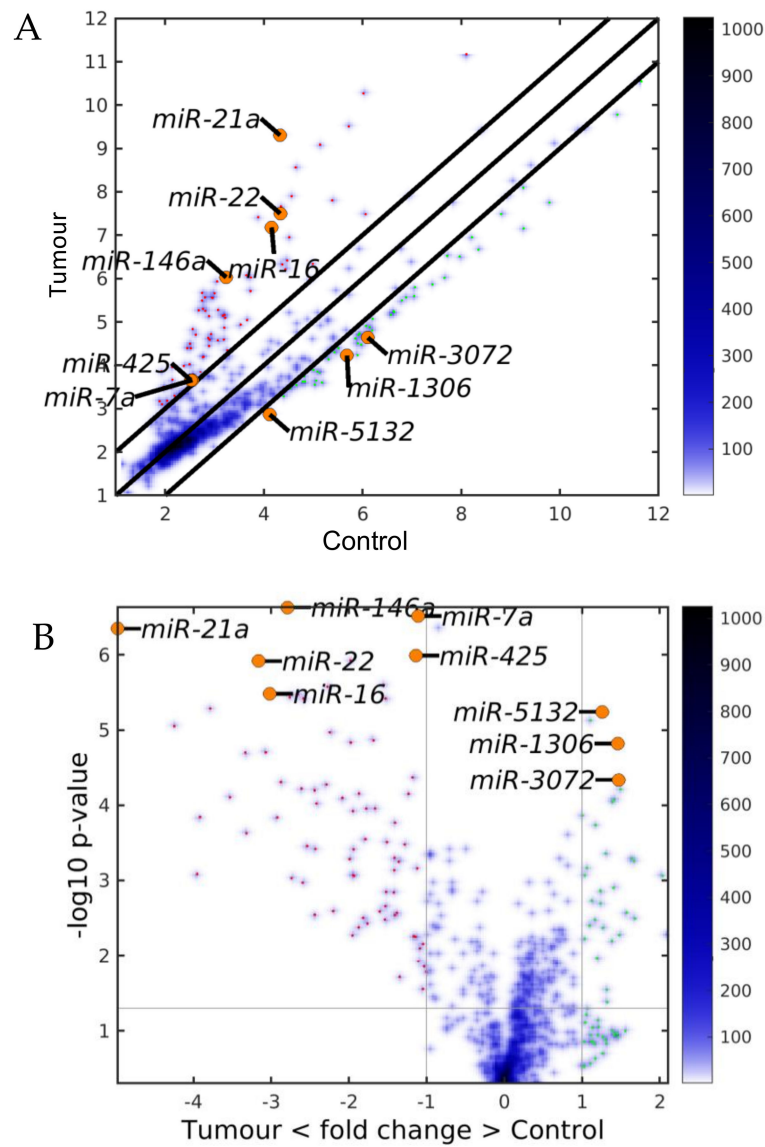 A
12
11
10
9
8
7
6
5
4
3
2
1
Tumour
miR-21a
miR-22
miR-146a
miR-16
miR-425
miR-7a
miR-3072
miR-1306
miR-5132
2
4
6
8
10
12
Control
1000
900
800
700
600
500
400
300
200
100
B
6
5
4
3
2
1
-log10 p-value
miR-146a
miR-7a
miR-21a
miR-22
miR-425
miR-16
miR-5132
miR-1306
miR-3072
-4
-3
-2
-1
0
1
2
Tumour < fold change > Control
1000
900
800
700
600
500
400
300
200
100